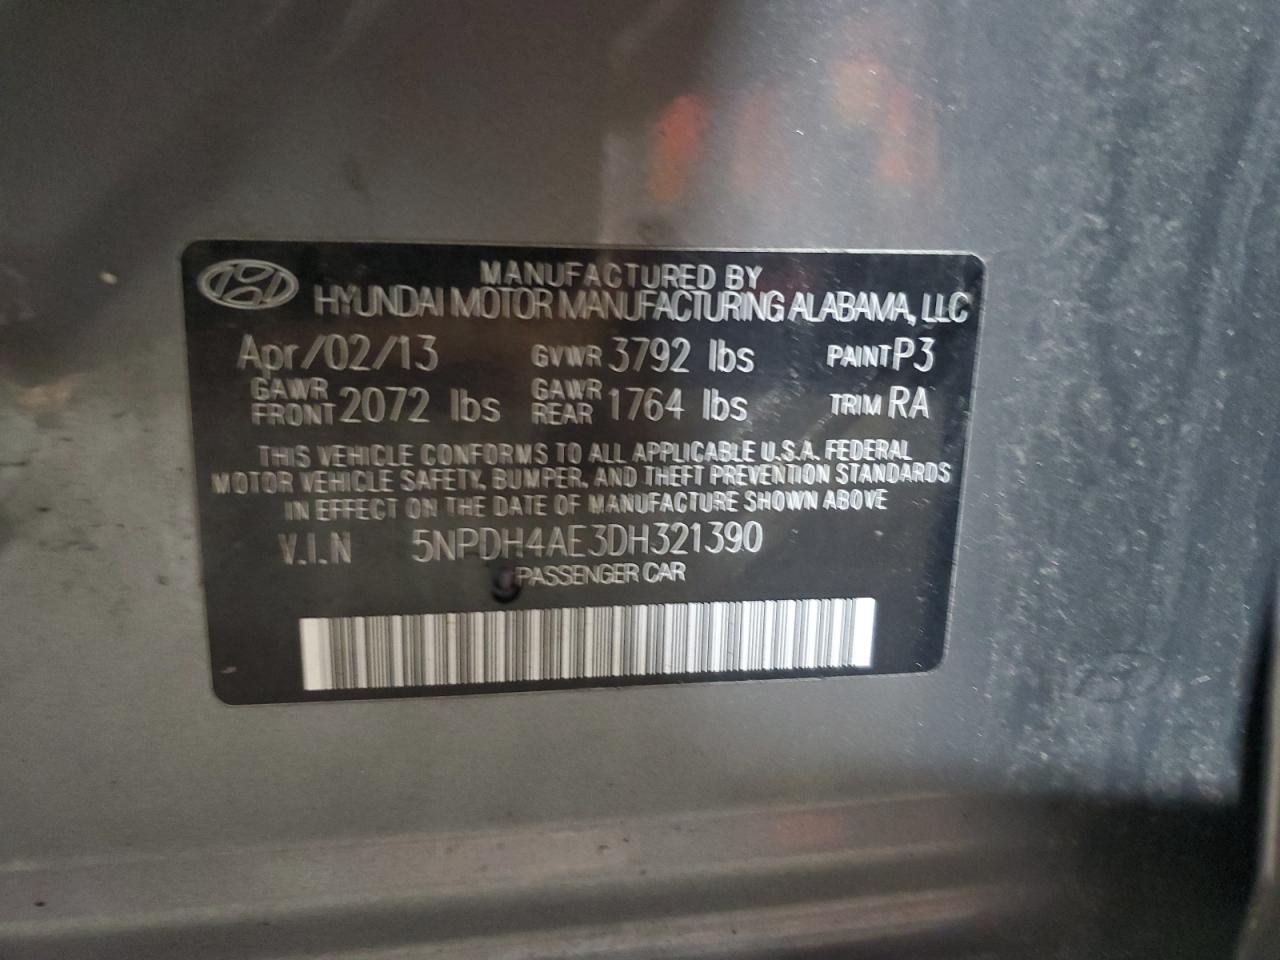 MANUFACTURED BY
HYUNDAI MOTOR MANUFACTURING ALABAMA, LLC
Apr/02/13 GVWR 3792 lbs PAINT P3
GAWR FRONT 2072 lbs GAWR REAR 1764 lbs TRIM RA
THIS VEHICLE CONFORMS TO ALL APPLICABLE U.S.A. FEDERAL
MOTOR VEHICLE SAFETY, BUMPER, AND THEFT PREVENTION STANDARDS
IN EFFECT ON THE DATE OF MANUFACTURE SHOWN ABOVE
V.I.N 5NPDH4AE3DH321390
PASSENGER CAR